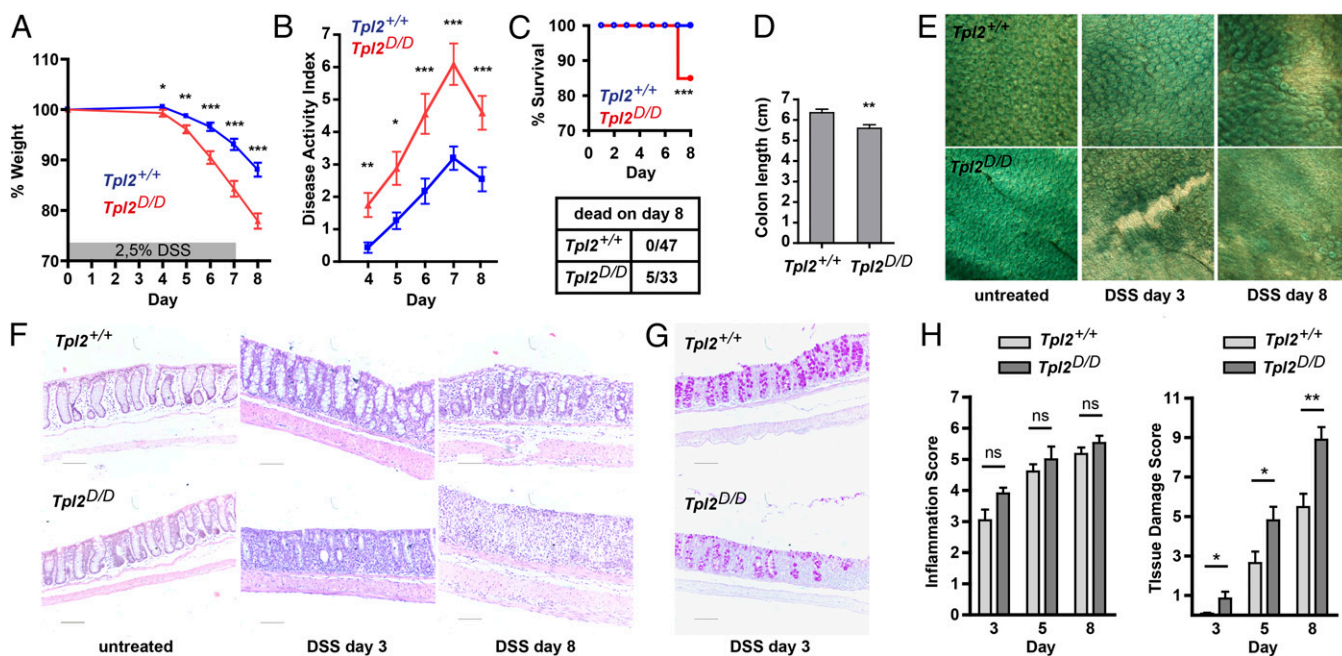 A
% Weight
100
90
80
70
*
**
***
***
***
Tpl2+/+
Tpl2D/D
2,5% DSS
0 1 2 3 4 5 6 7 8
Day
B
Tpl2+/+
Tpl2D/D
Disease Activity Index
7
6
5
4
3
2
1
0
**
*
***
***
***
4 5 6 7 8
Day
C
% Survival
100
90
80
70
Tpl2+/+
Tpl2D/D
***
0 2 4 6 8
Day
dead on day 8
Tpl2+/+ 0/47
Tpl2D/D 5/33
D
Colon length (cm)
8
7
6
5
4
3
2
1
0
**
Tpl2+/+ Tpl2D/D
E
Tpl2+/+
Tpl2D/D
untreated DSS day 3 DSS day 8
F
Tpl2+/+
Tpl2D/D
untreated DSS day 3 DSS day 8
G
Tpl2+/+
Tpl2D/D
DSS day 3
H
Tpl2+/+
Tpl2D/D
Inflammation Score
7
6
5
4
3
2
1
0
ns
ns
ns
3 5 8
Day
Tpl2+/+
Tpl2D/D
TIssue Damage Score
11
9
7
5
3
1
*
*
**
3 5 8
Day